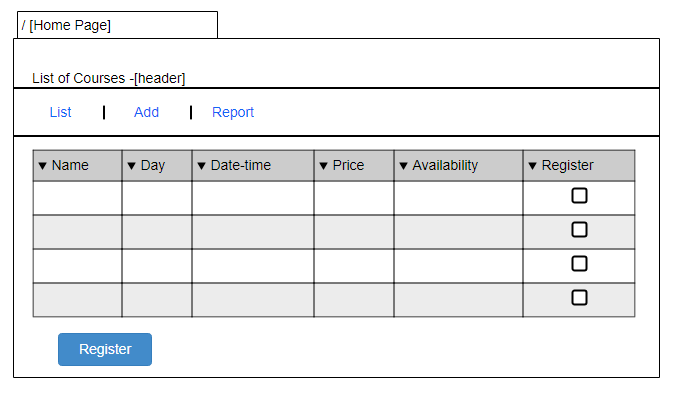 / [Home Page]
List of Courses -[header]
List | Add | Report
▼ Name ▼ Day ▼ Date-time ▼ Price ▼ Availability ▼ Register
Register